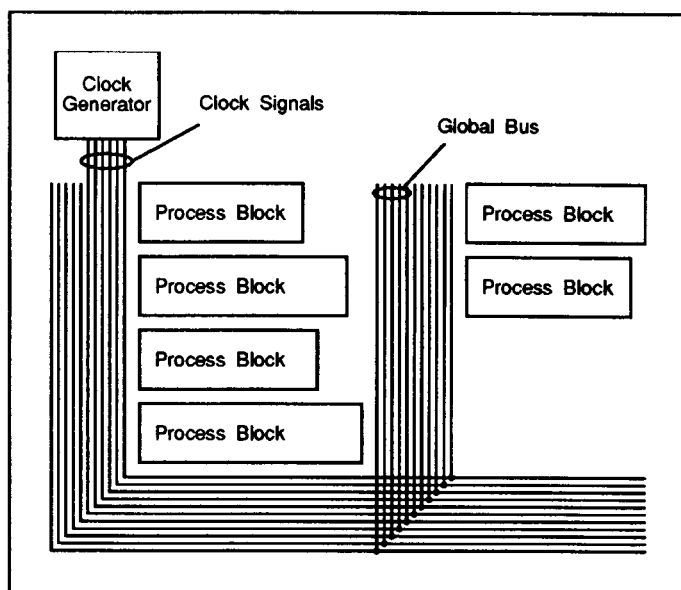 Clock
Generator
Clock Signals
Global Bus
Process Block
Process Block
Process Block
Process Block
Process Block
Process Block